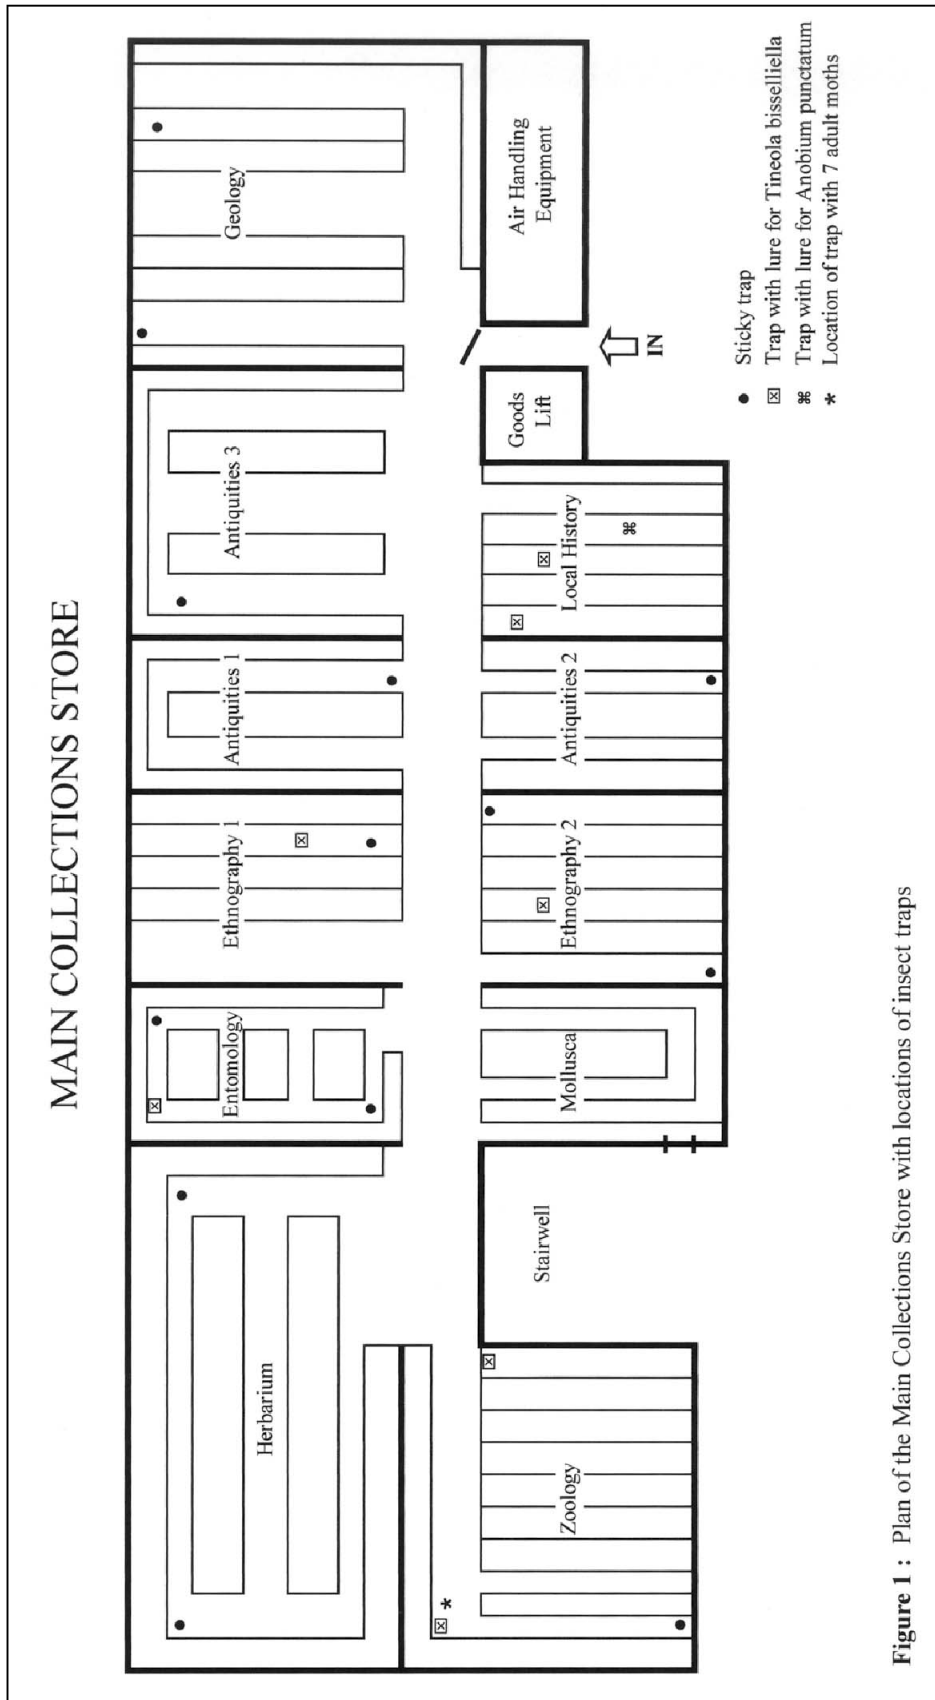 MAIN COLLECTIONS STORE
Herbarium
Entomology
Ethnography 1
Antiquities 1
Antiquities 3
Geology
Zoology
Stairwell
Mollusca
Ethnography 2
Antiquities 2
Local History
Goods
Lift
Air Handling
Equipment
IN
● Sticky trap
☒ Trap with lure for Tineola bisselliella
⌘ Trap with lure for Anobium punctatum
* Location of trap with 7 adult moths
Figure 1 : Plan of the Main Collections Store with locations of insect traps